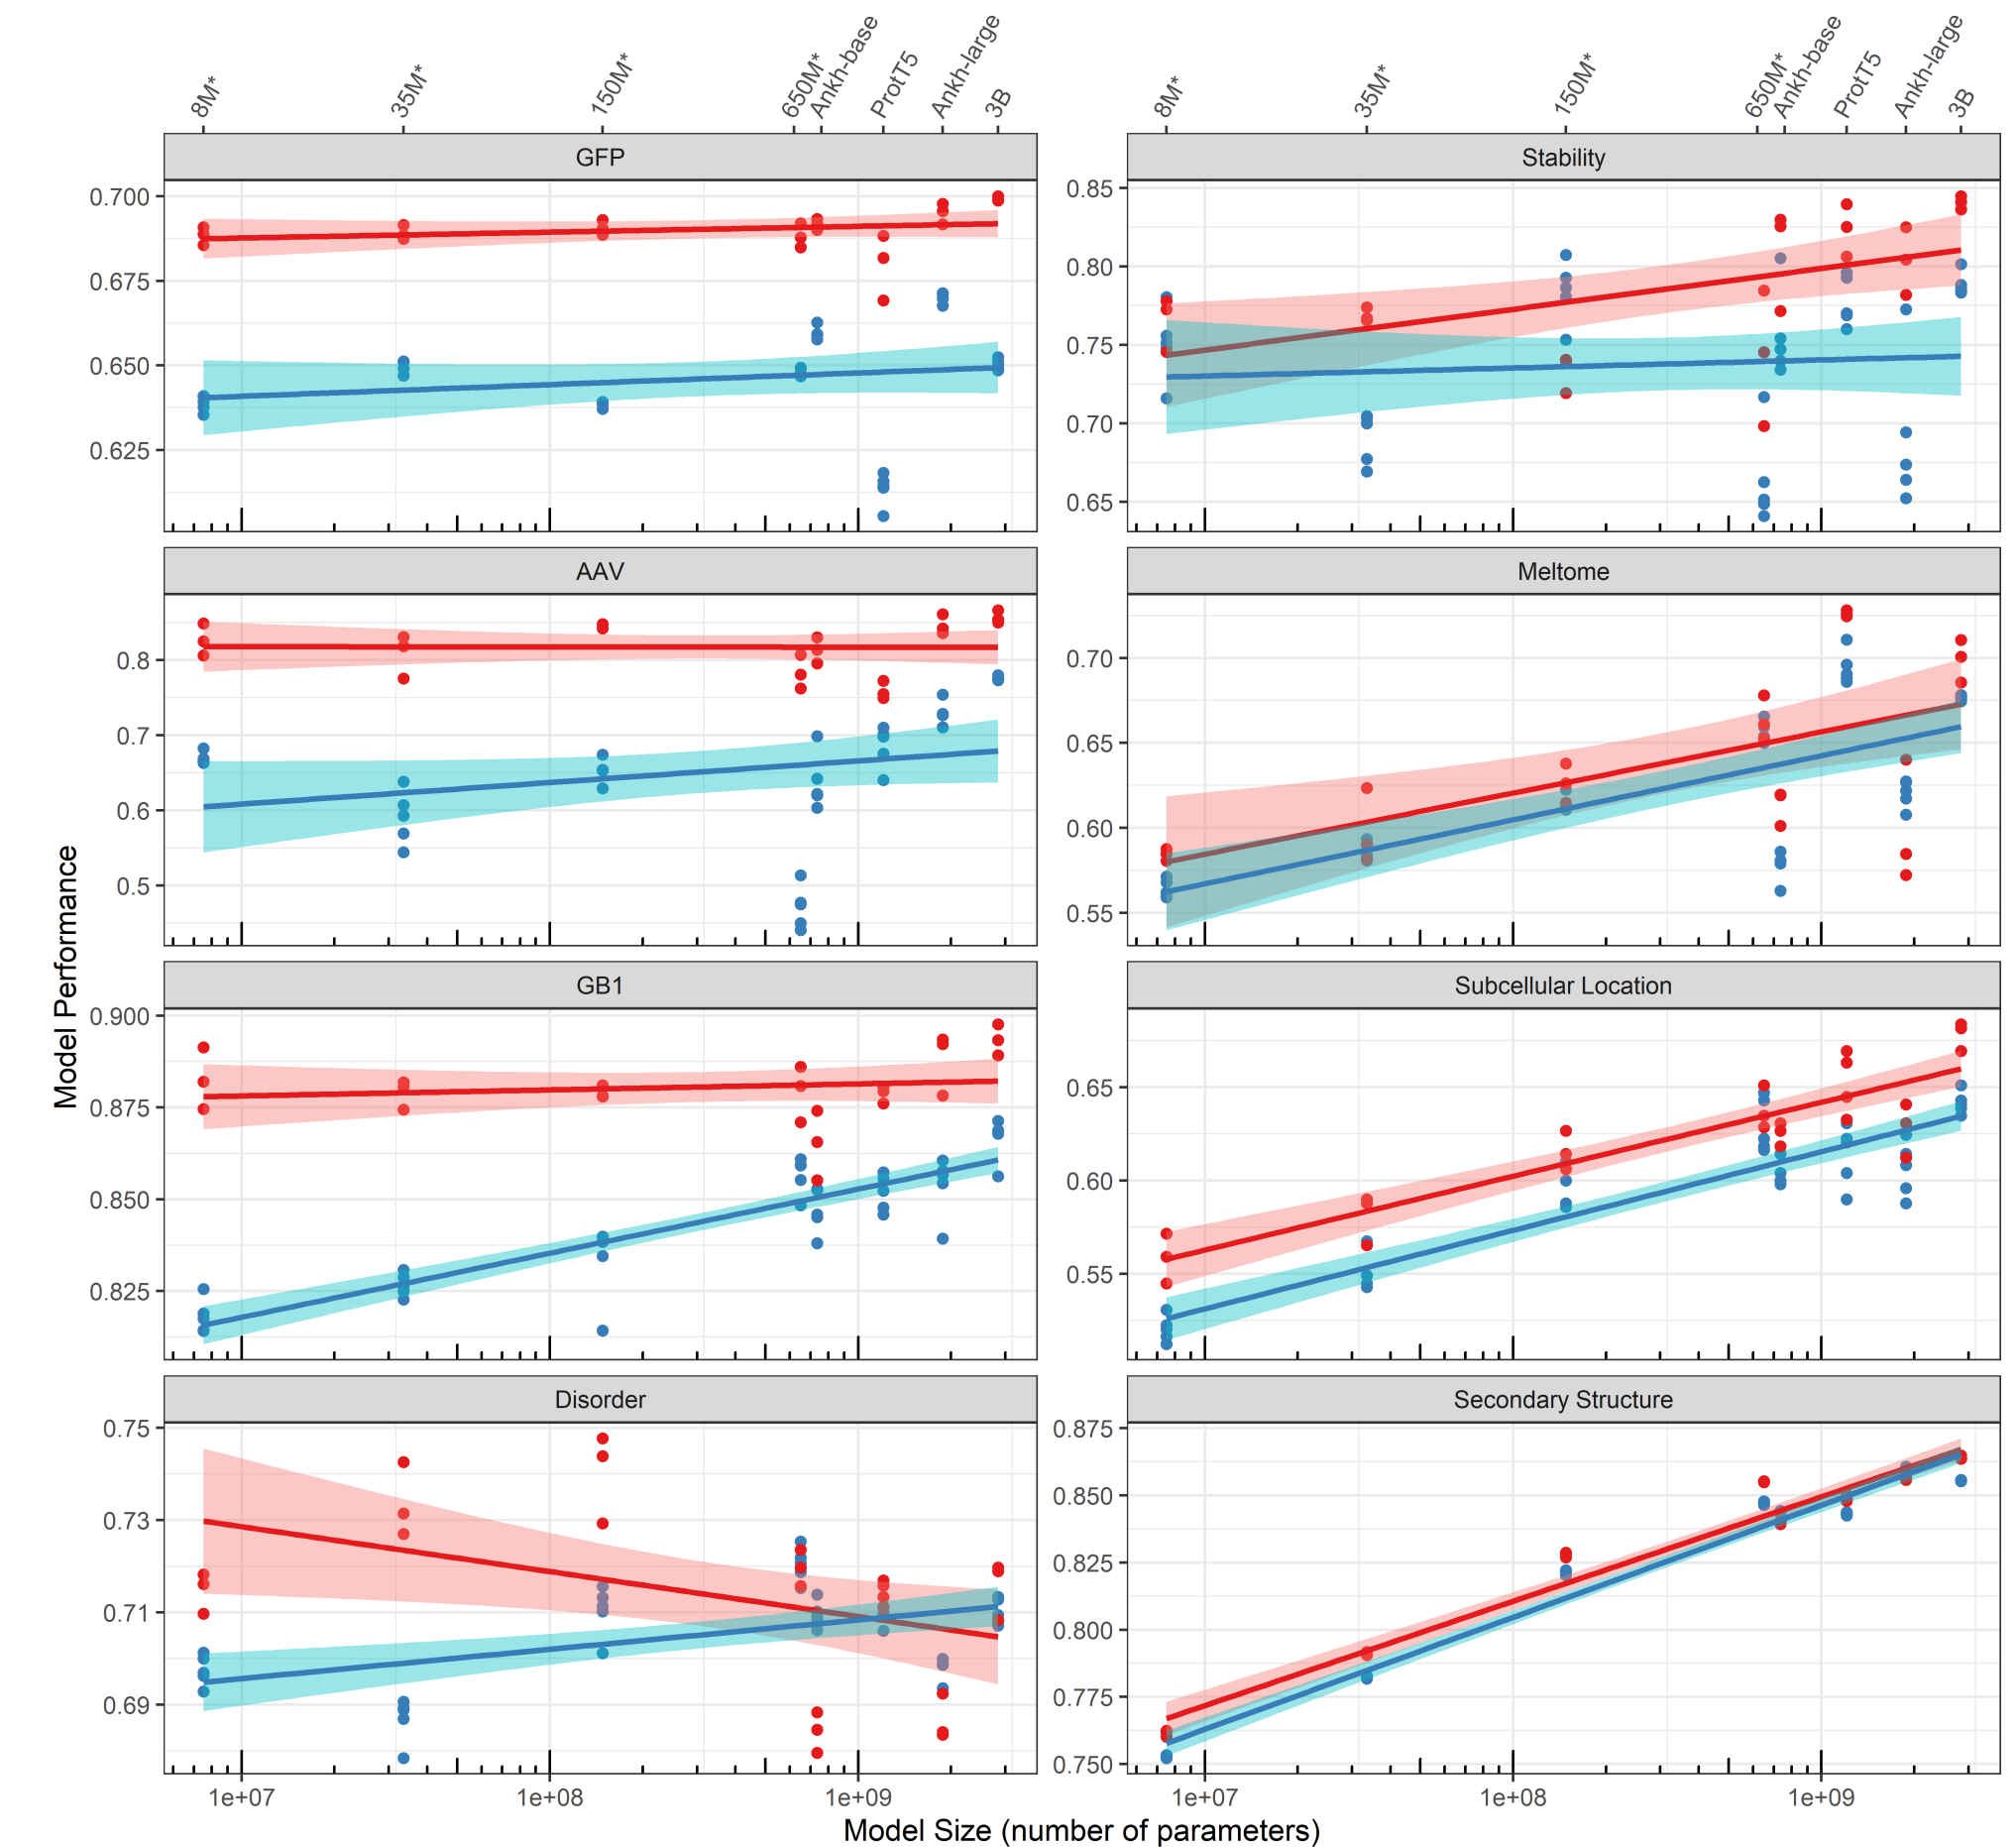 8M* 35M* 150M* 650M* Ankh-base ProtT5 Ankh-large 3B
8M* 35M* 150M* 650M* Ankh-base ProtT5 Ankh-large 3B
GFP
0.700
0.675
0.650
0.625
Stability
0.85
0.80
0.75
0.70
0.65
AAV
0.8
0.7
0.6
0.5
Meltome
0.70
0.65
0.60
0.55
GB1
0.900
0.875
0.850
0.825
Subcellular Location
0.65
0.60
0.55
Disorder
0.75
0.73
0.71
0.69
Secondary Structure
0.875
0.850
0.825
0.800
0.775
0.750
1e+07 1e+08 1e+09
1e+07 1e+08 1e+09
Model Size (number of parameters)
Model Performance